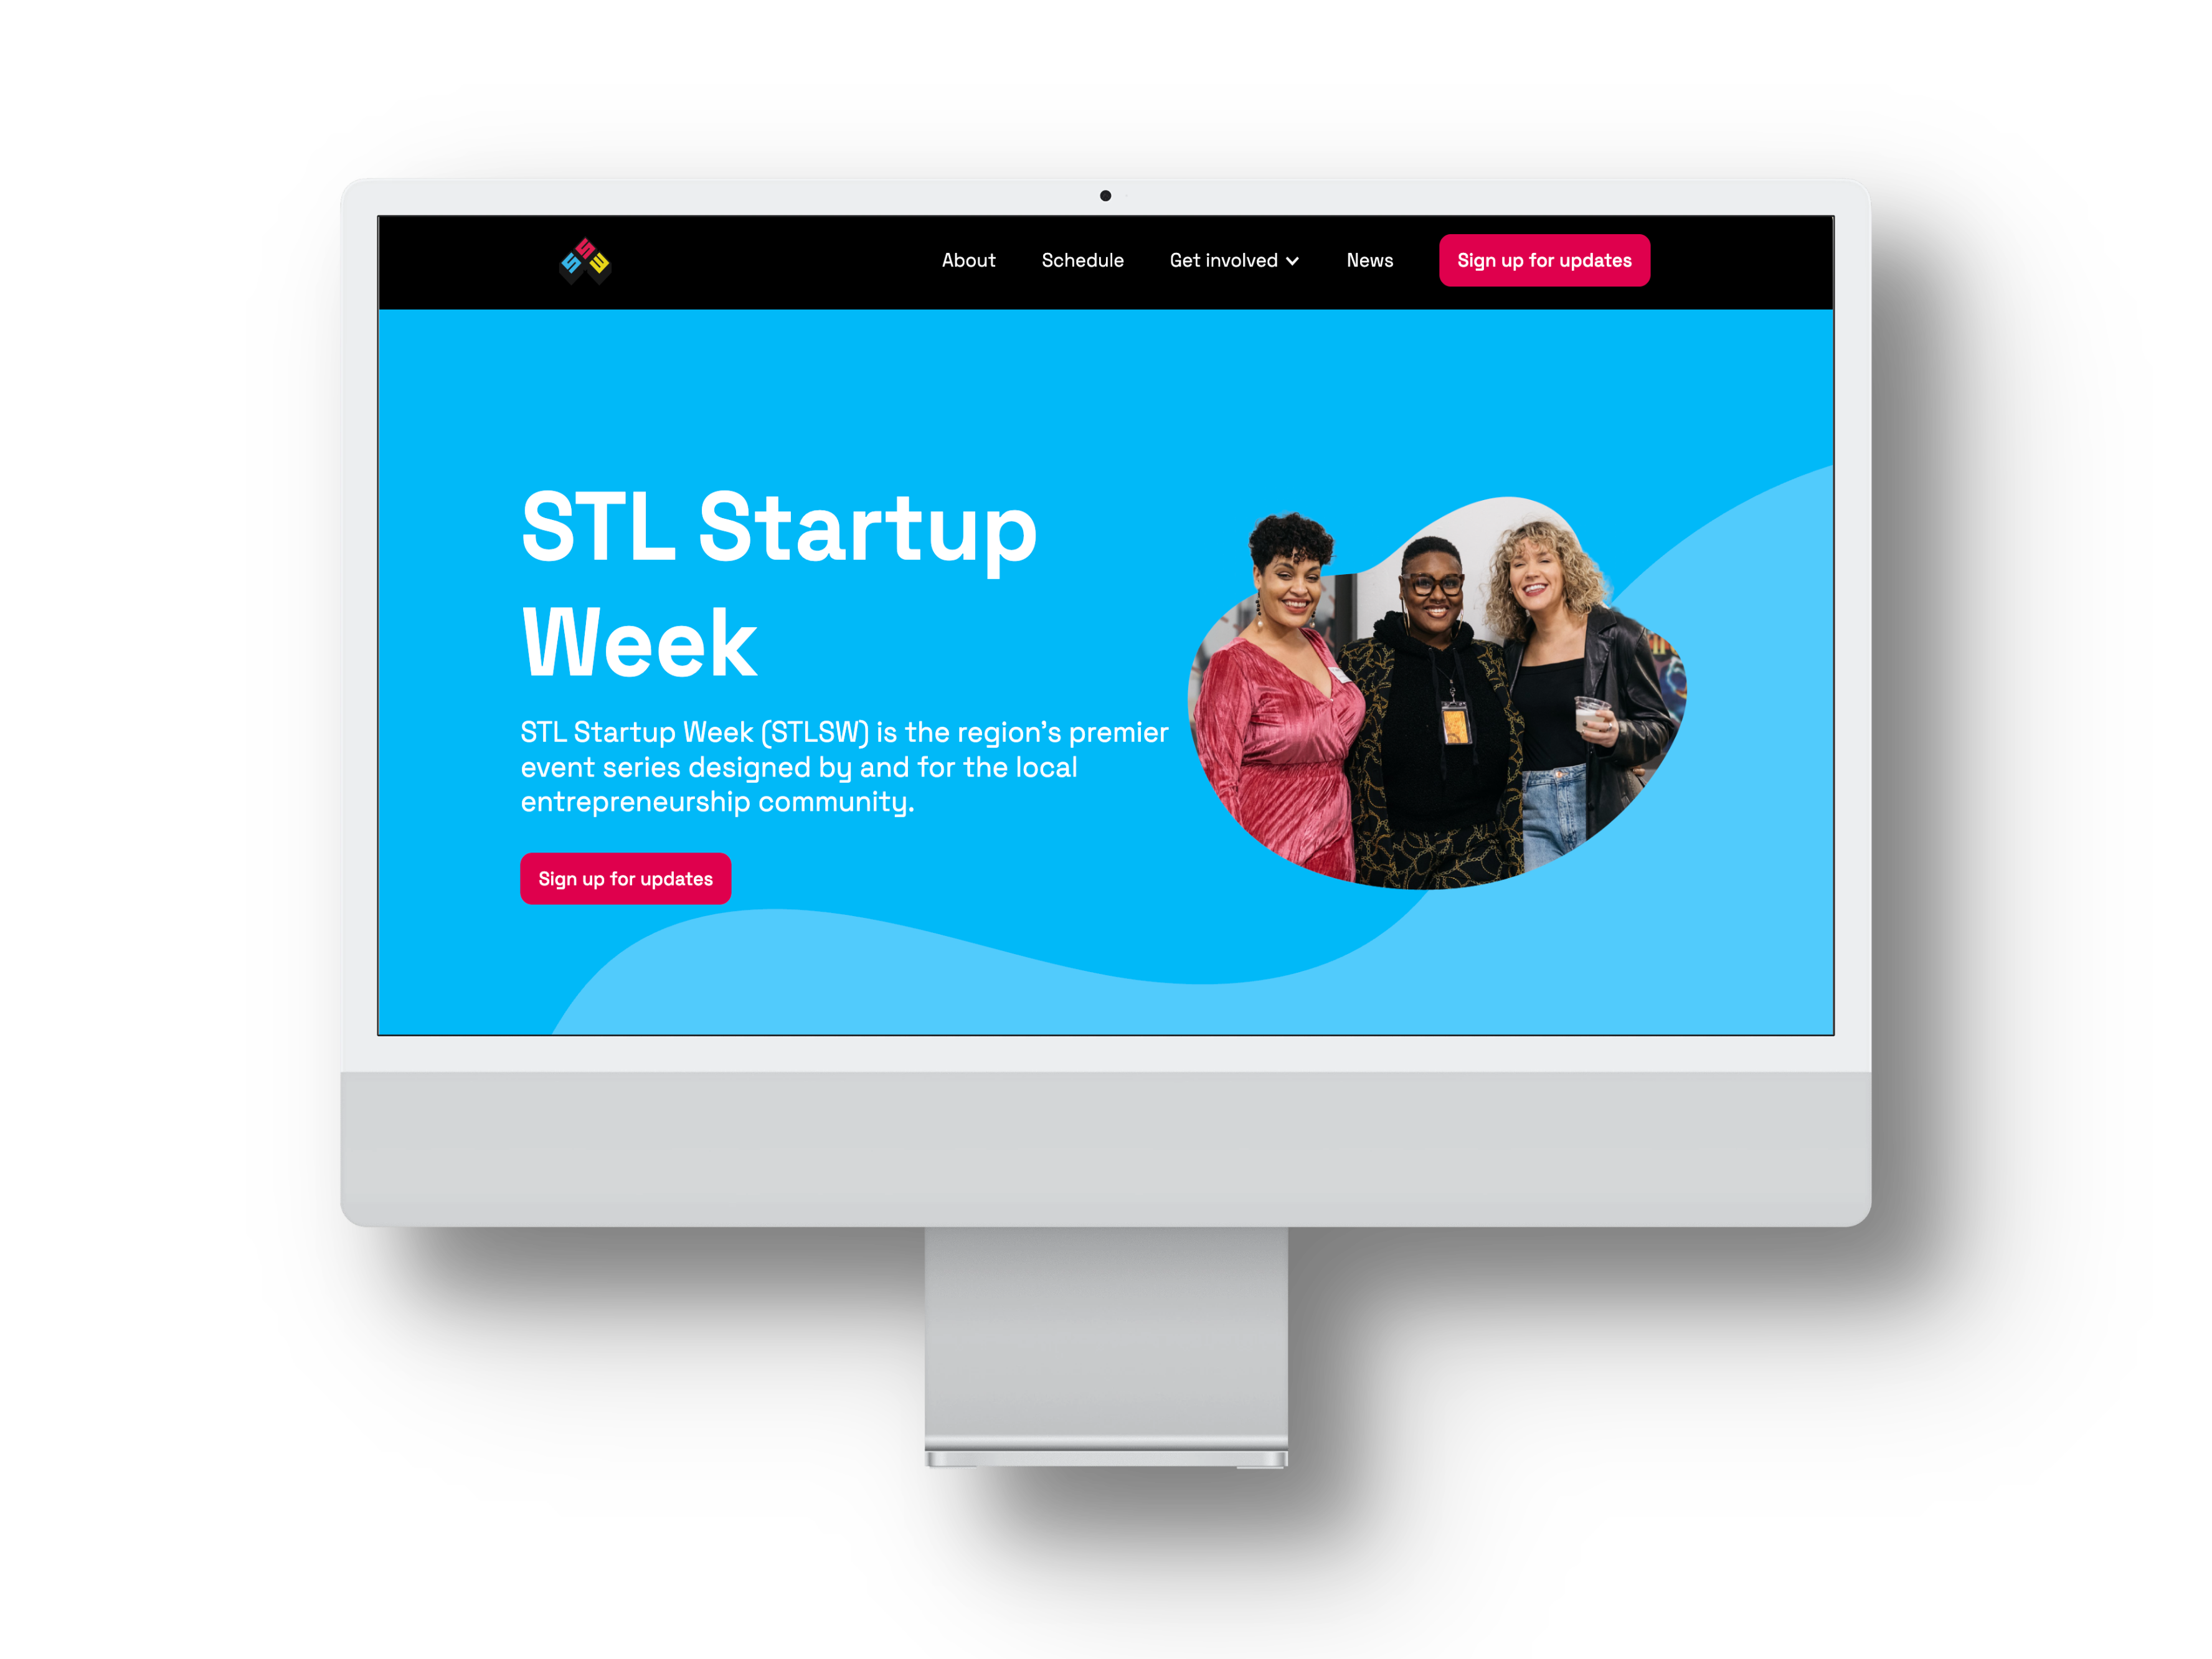 S
S
W
About Schedule Get involved News Sign up for updates
STL Startup
Week
STL Startup Week (STLSW) is the region's premier
event series designed by and for the local
entrepreneurship community.
Sign up for updates